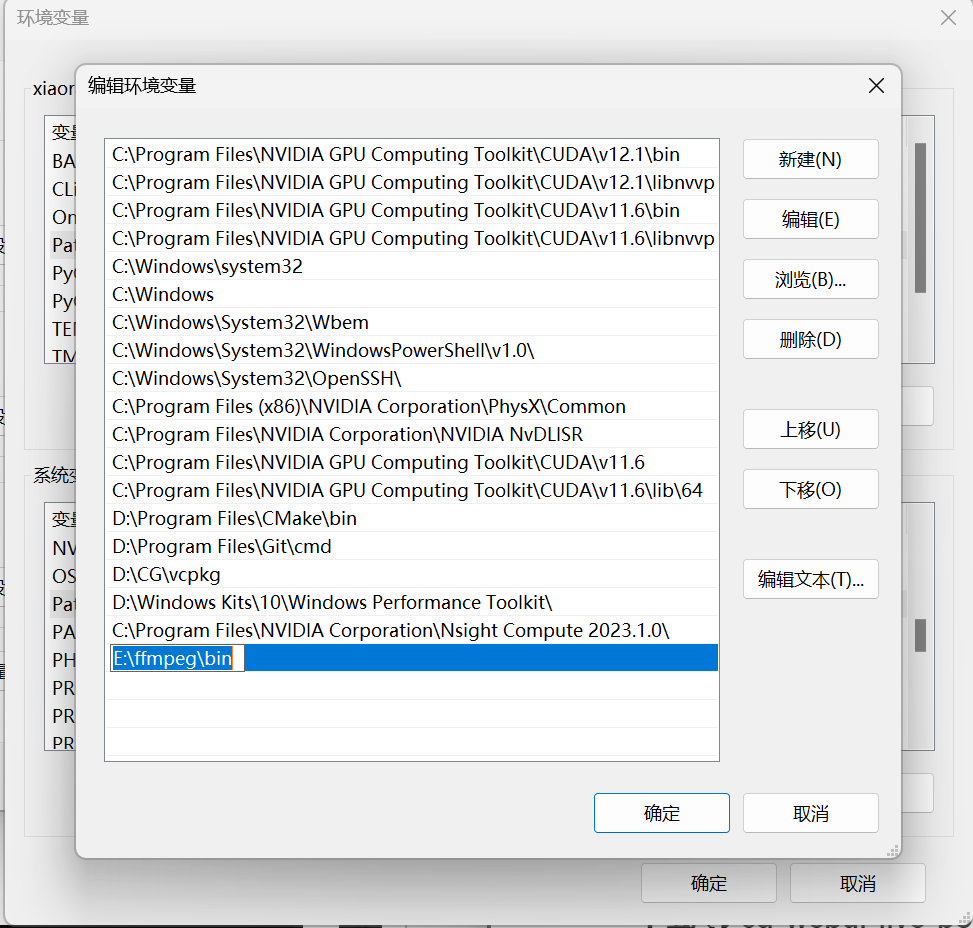 环境变量
编辑环境变量
xiaor
变量
BA
CLi
On
Pat
PyC
PyC
TEM
TM
C:\Program Files\NVIDIA GPU Computing Toolkit\CUDA\v12.1\bin
C:\Program Files\NVIDIA GPU Computing Toolkit\CUDA\v12.1\libnvvp
C:\Program Files\NVIDIA GPU Computing Toolkit\CUDA\v11.6\bin
C:\Program Files\NVIDIA GPU Computing Toolkit\CUDA\v11.6\libnvvp
C:\Windows\system32
C:\Windows
C:\Windows\System32\Wbem
C:\Windows\System32\WindowsPowerShell\v1.0\
C:\Windows\System32\OpenSSH\
C:\Program Files (x86)\NVIDIA Corporation\PhysX\Common
C:\Program Files\NVIDIA Corporation\NVIDIA NvDLISR
C:\Program Files\NVIDIA GPU Computing Toolkit\CUDA\v11.6
C:\Program Files\NVIDIA GPU Computing Toolkit\CUDA\v11.6\lib\64
D:\Program Files\CMake\bin
D:\Program Files\Git\cmd
D:\CG\vcpkg
D:\Windows Kits\10\Windows Performance Toolkit\
C:\Program Files\NVIDIA Corporation\Nsight Compute 2023.1.0\
E:\ffmpeg\bin
新建(N)
编辑(E)
浏览(B)...
删除(D)
上移(U)
下移(O)
编辑文本(T)...
系统变
变量
NV
OS
Pat
PA
PH
PR
PR
PR
确定
取消
确定
取消